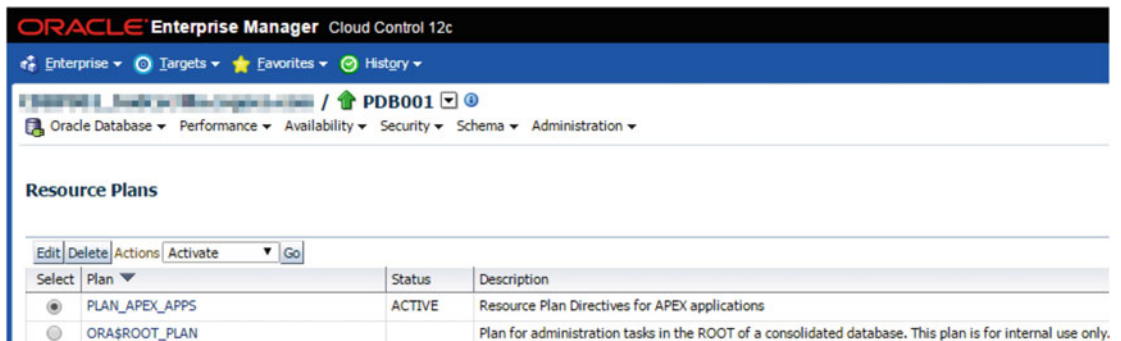 ORACLE Enterprise Manager Cloud Control 12c
Enterprise Targets Favorites History
/ PDB001
Oracle Database Performance Availability Security Schema Administration
Resource Plans
Edit Delete Actions Activate Go
Select Plan Status Description
PLAN_APEX_APPS ACTIVE Resource Plan Directives for APEX applications
ORA$ROOT_PLAN Plan for administration tasks in the ROOT of a consolidated database. This plan is for internal use only.